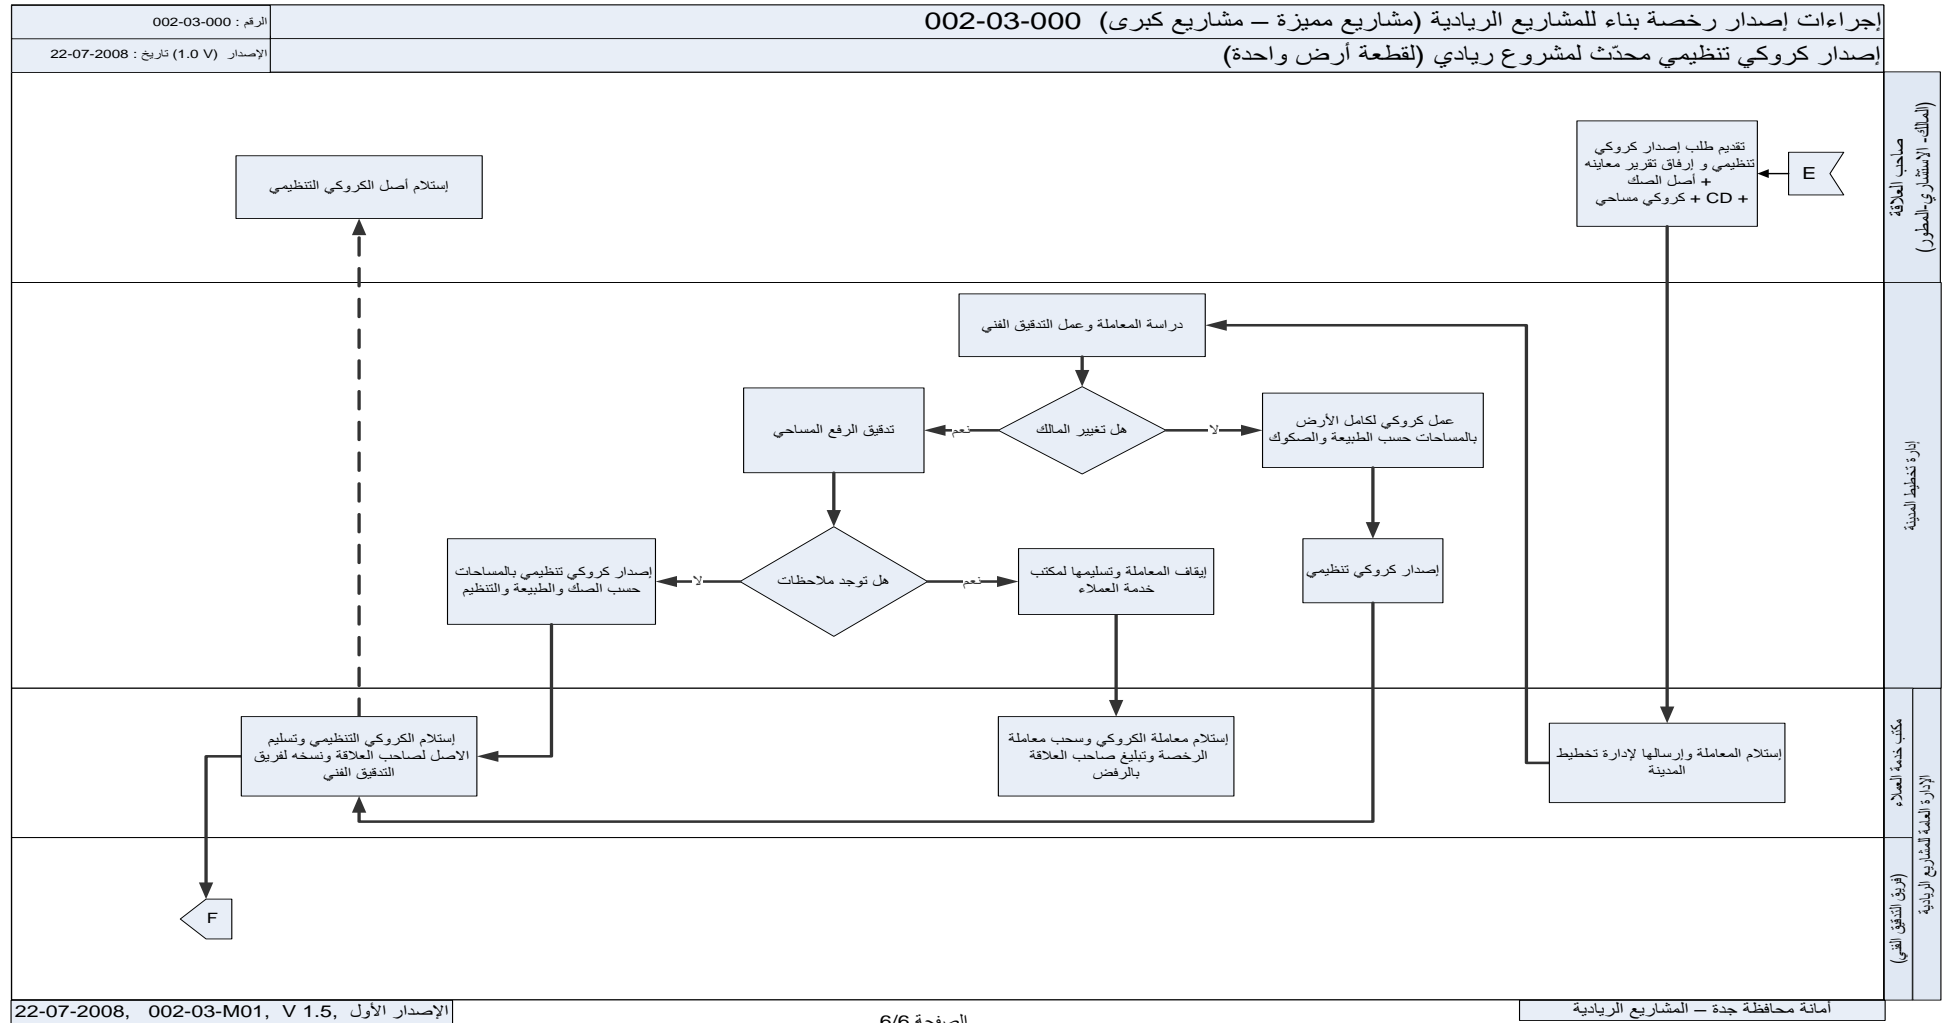 إجراءات إصدار رخصة بناء للمشاريع الريادية (مشاريع مميزة – مشاريع كبرى) 002-03-000
الرقم : 000-03-002
إصدار كروكي تنظيمي محدّث لمشروع ريادي (لقطعة أرض واحدة)
الإصدار (1.0 V) تاريخ : 22-07-2008
صاحب العلاقة
(المالك- الاستشاري-المطور)
E
تقديم طلب إصدار كروكي
تنظيمي و إرفاق تقرير معاينه
+ أصل الصك
+ CD + كروكي مساحي
إستلام أصل الكروكي التنظيمي
إدارة تخطيط المدينة
دراسة المعاملة وعمل التدقيق الفني
هل تغيير المالك
لا
نعم
عمل كروكي لكامل الأرض
بالمساحات حسب الطبيعة والصكوك
تدقيق الرفع المساحي
إصدار كروكي تنظيمي
هل توجد ملاحظات
نعم
لا
إيقاف المعاملة وتسليمها لمكتب
خدمة العملاء
إصدار كروكي تنظيمي بالمساحات
حسب الصك والطبيعة والتنظيم
الإدارة العامة للمشاريع الريادية
مكتب خدمة العملاء
إستلام المعاملة وإرسالها لإدارة تخطيط
المدينة
إستلام معاملة الكروكي وسحب معاملة
الرخصة وتبليغ صاحب العلاقة
بالرفض
إستلام الكروكي التنظيمي وتسليم
الاصل لصاحب العلاقة ونسخه لفريق
التدقيق الفني
(فريق التدقيق الفني)
F
أمانة محافظة جدة – المشاريع الريادية
الصفحة 6/6
الإصدار الأول ,22-07-2008, 002-03-M01, V 1.5